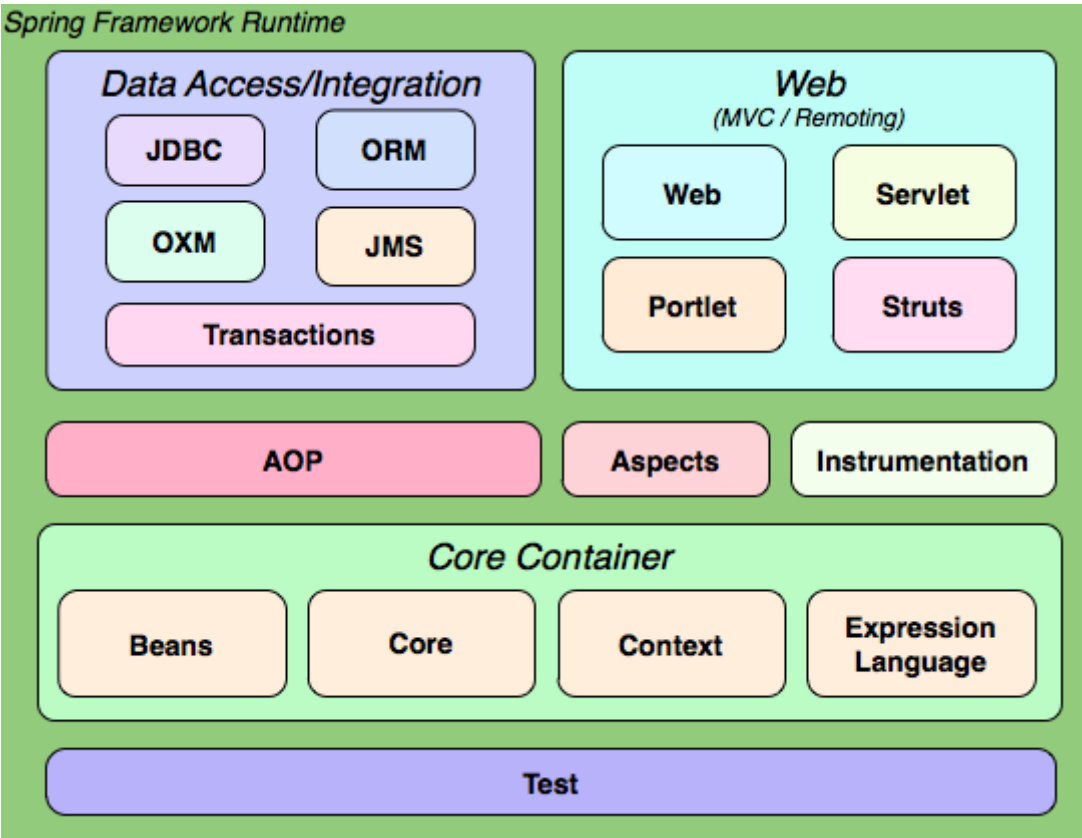 Spring Framework Runtime
Data Access/Integration
JDBC
ORM
OXM
JMS
Transactions
Web
(MVC / Remoting)
Web
Servlet
Portlet
Struts
AOP
Aspects
Instrumentation
Core Container
Beans
Core
Context
Expression
Language
Test